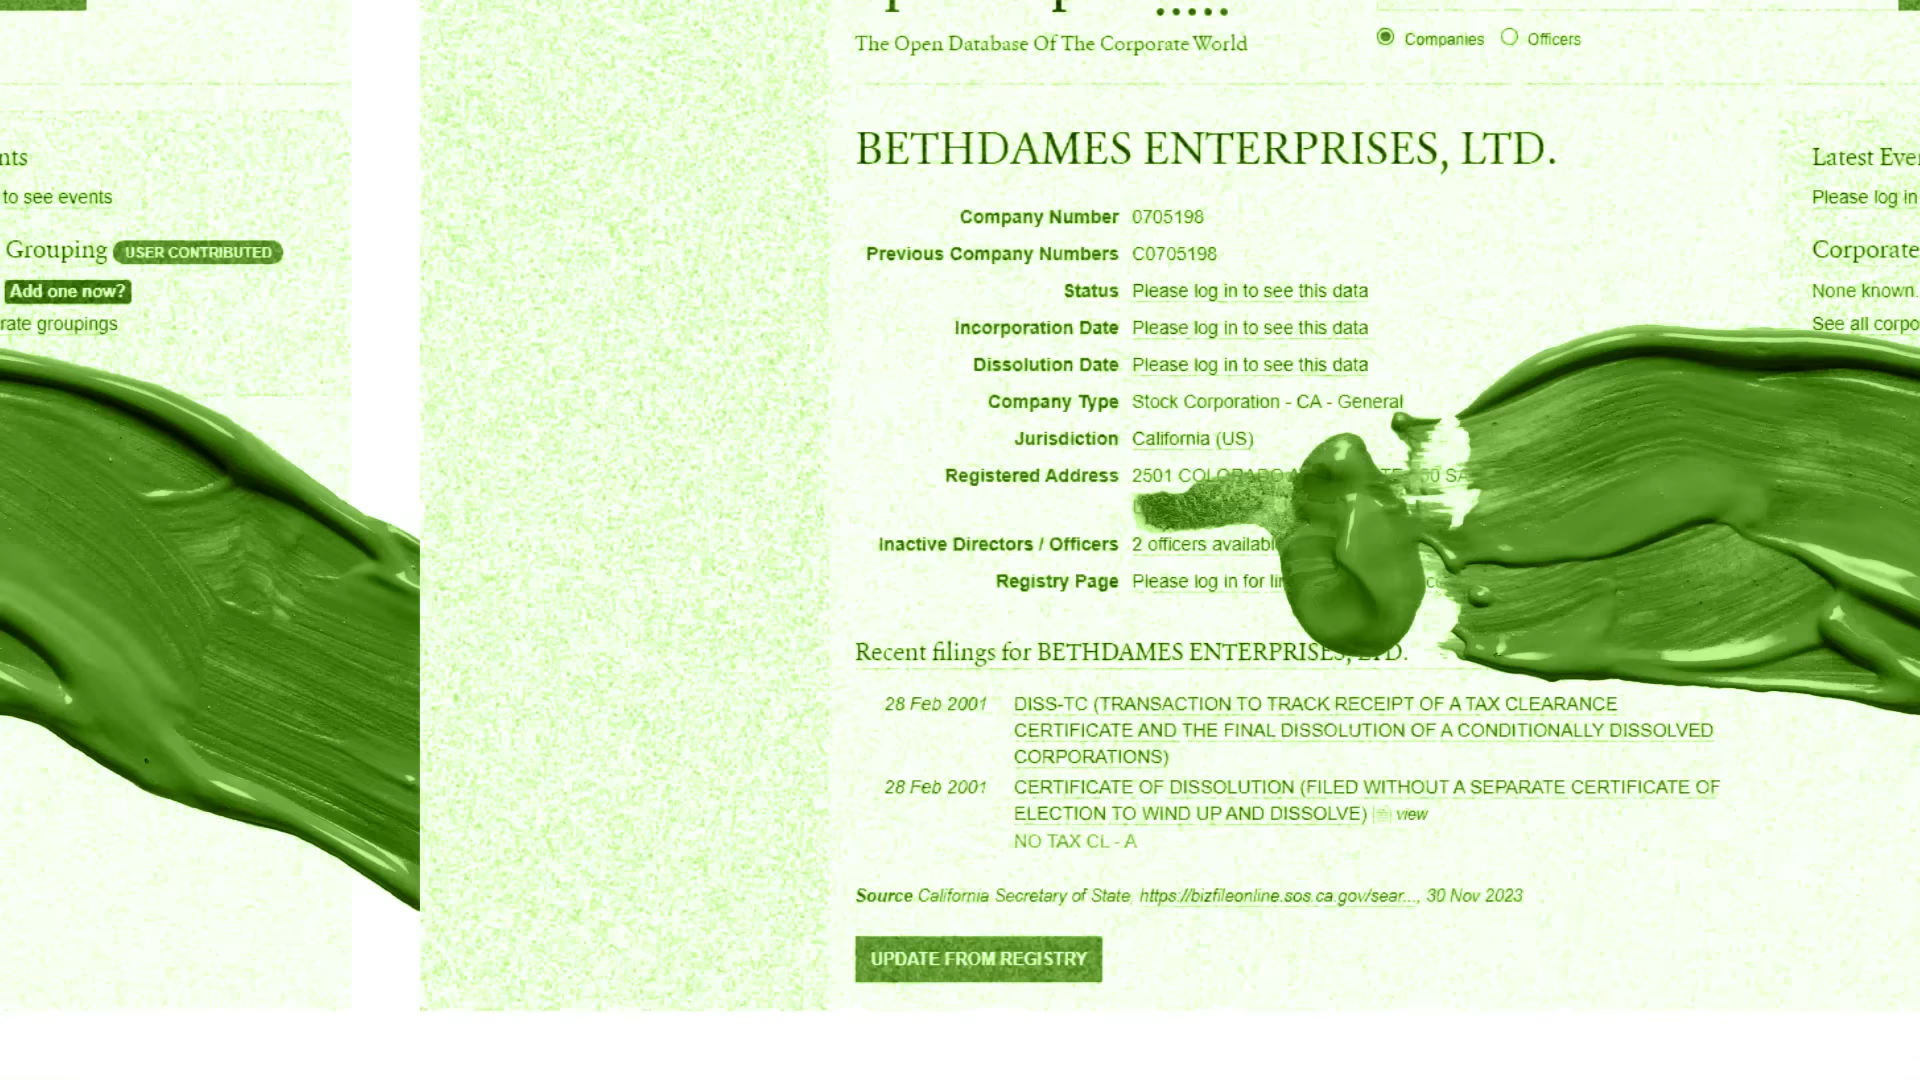 The Open Database Of The Corporate World
Companies Officers
nts
to see events
Grouping USER CONTRIBUTED
Add one now?
rate groupings
BETHDAMES ENTERPRISES, LTD.
Company Number 0705198
Previous Company Numbers C0705198
Status Please log in to see this data
Incorporation Date Please log in to see this data
Dissolution Date Please log in to see this data
Company Type Stock Corporation - CA - General
Jurisdiction California (US)
Registered Address 2501 COLORADO
Inactive Directors / Officers 2 officers
Registry Page Please log in for
Recent filings for BETHDAMES ENTERPRISES, LTD.
28 Feb 2001 DISS-TC (TRANSACTION TO TRACK RECEIPT OF A TAX CLEARANCE
CERTIFICATE AND THE FINAL DISSOLUTION OF A CONDITIONALLY DISSOLVED
CORPORATIONS)
28 Feb 2001 CERTIFICATE OF DISSOLUTION (FILED WITHOUT A SEPARATE CERTIFICATE OF
ELECTION TO WIND UP AND DISSOLVE) view
NO TAX CL - A
Source California Secretary of State, https://bizfileonline.sos.ca.gov/sear..., 30 Nov 2023
UPDATE FROM REGISTRY
Latest Eve
Please log in
Corporate
None known.
See all corpo